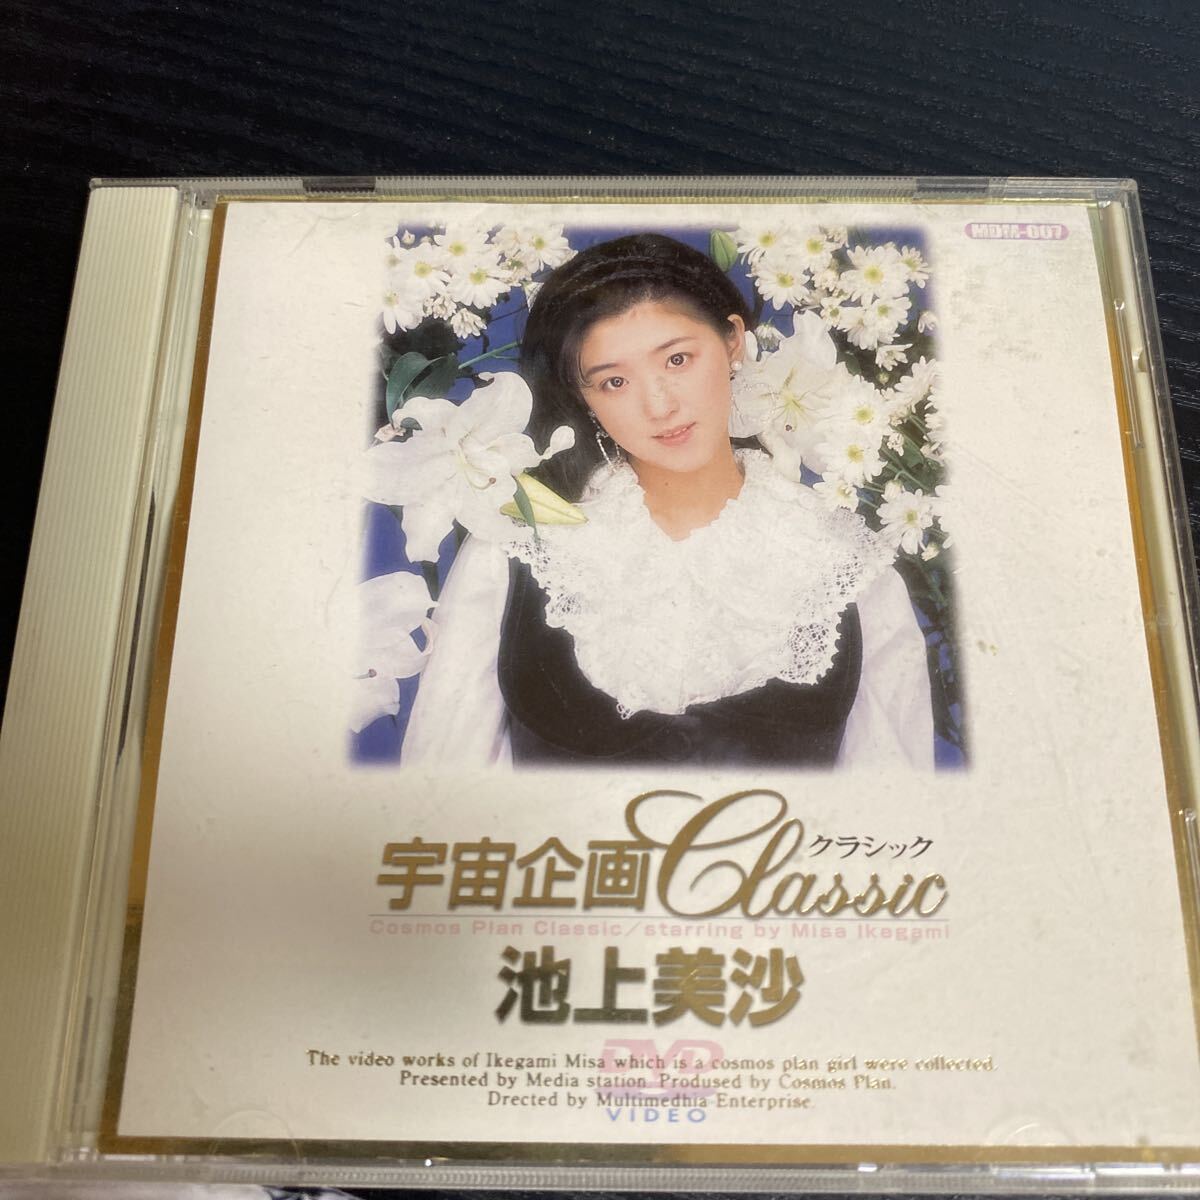 MDM-007
宇宙企画Classic
クラシック
Cosmos Plan Classic/starring by Misa Ikegami
池上美沙
The video works of Ikegami Misa which is a cosmos plan girl were collected.
Presented by Media station. Prodused by Cosmos Plan.
Drected by Multimedhia Enterprise.
DVD
VIDEO